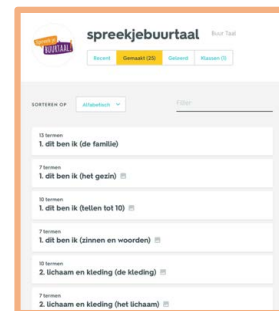 Spreek je
BUURTAAL
spreekjebuurtaal Buur Taal
Recent Gemaakt (25) Geleerd Klassen (1)
SORTEREN OP Alfabetisch Filter
13 termen
1. dit ben ik (de familie)
7 termen
1. dit ben ik (het gezin)
10 termen
1. dit ben ik (tellen tot 10)
7 termen
1. dit ben ik (zinnen en woorden)
10 termen
2. lichaam en kleding (de kleding)
7 termen
2. lichaam en kleding (het lichaam)